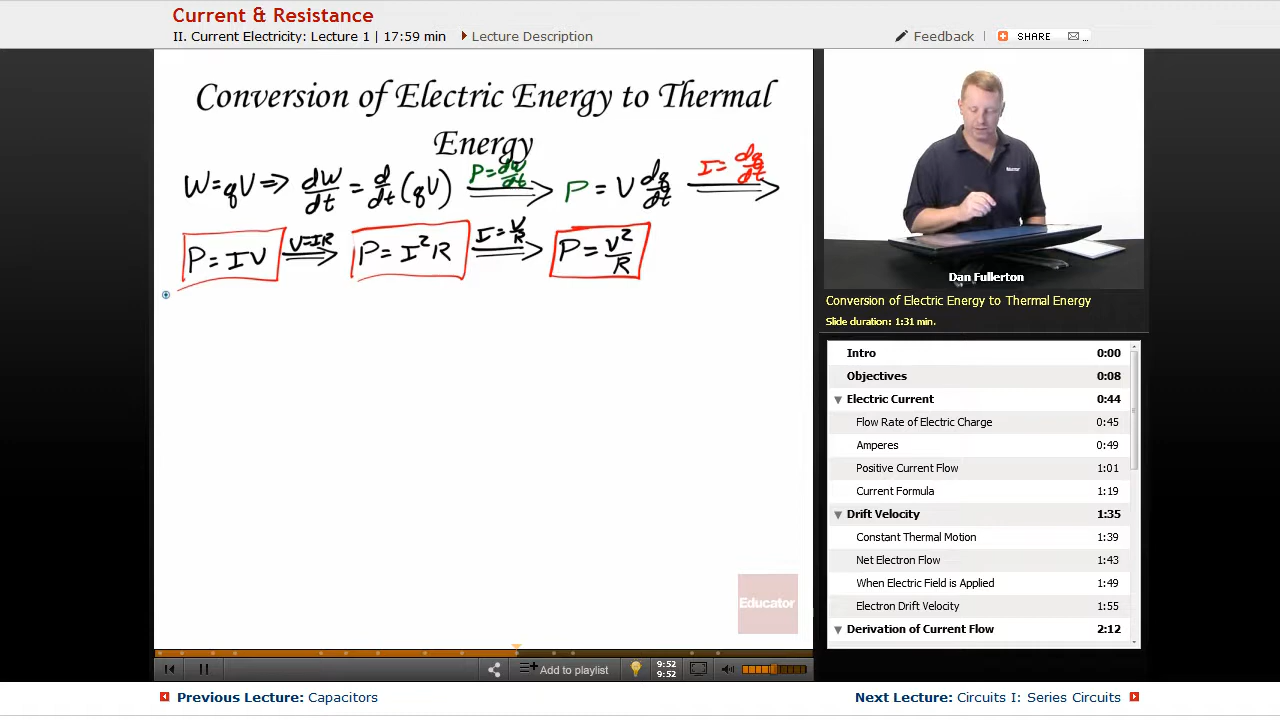 Current & Resistance
II. Current Electricity: Lecture 1 | 17:59 min
Lecture Description
Feedback
SHARE
Conversion of Electric Energy to Thermal
Energy
W=qV => dW/dt = d/dt (qV) P=dW/dt => P = V dq/dt I=dq/dt =>
P=IV V=IR => P=I²R I=V/R => P=V²/R
Educator
Dan Fullerton
Conversion of Electric Energy to Thermal Energy
Slide duration: 1:31 min.
Intro 0:00
Objectives 0:08
Electric Current 0:44
Flow Rate of Electric Charge 0:45
Amperes 0:49
Positive Current Flow 1:01
Current Formula 1:19
Drift Velocity 1:35
Constant Thermal Motion 1:39
Net Electron Flow 1:43
When Electric Field is Applied 1:49
Electron Drift Velocity 1:55
Derivation of Current Flow 2:12
Add to playlist
9:52
9:52
Previous Lecture: Capacitors
Next Lecture: Circuits I: Series Circuits